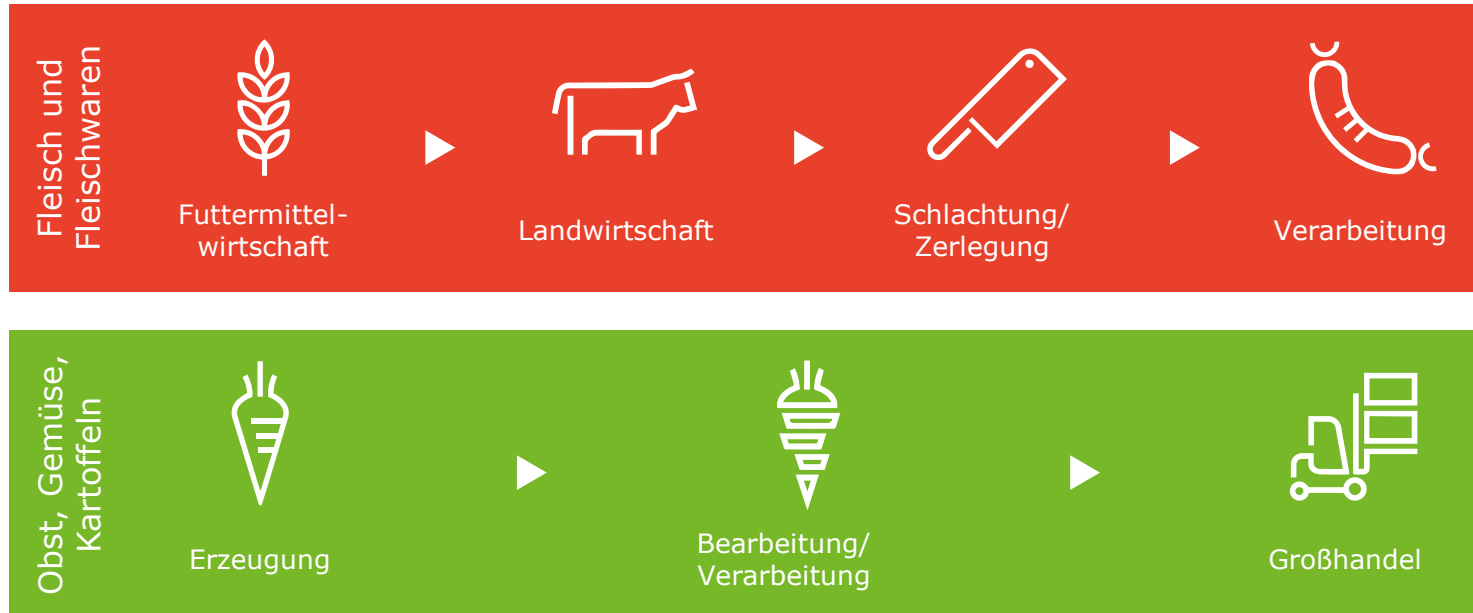 Fleisch und
Fleischwaren
Futtermittel-
wirtschaft
Landwirtschaft
Schlachtung/
Zerlegung
Verarbeitung
Obst, Gemüse,
Kartoffeln
Erzeugung
Bearbeitung/
Verarbeitung
Großhandel